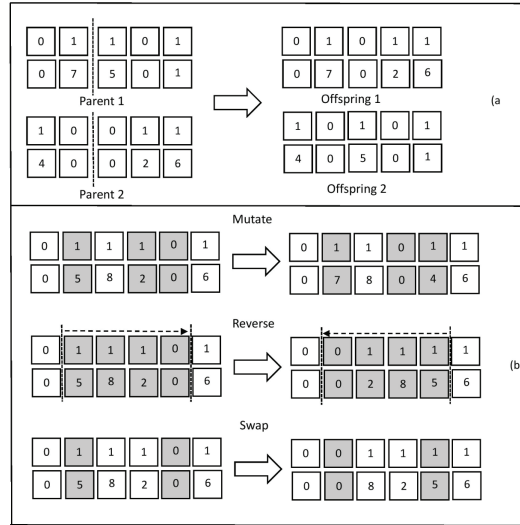 0 1 1 0 1 0 1 0 1 1
0 7 5 0 1 0 7 0 2 6
Parent 1 Offspring 1 (a
1 0 0 1 1 1 0 1 0 1
4 0 0 2 6 4 0 5 0 1
Parent 2 Offspring 2
Mutate
0 1 1 1 0 1 0 1 1 0 1 1
0 5 8 2 0 6 0 7 8 0 4 6
Reverse
0 1 1 1 0 1 0 0 1 1 1 1
0 5 8 2 0 6 0 0 2 8 5 6
(b
Swap
0 1 1 1 0 1 0 0 1 1 1 1
0 5 8 2 0 6 0 0 8 2 5 6